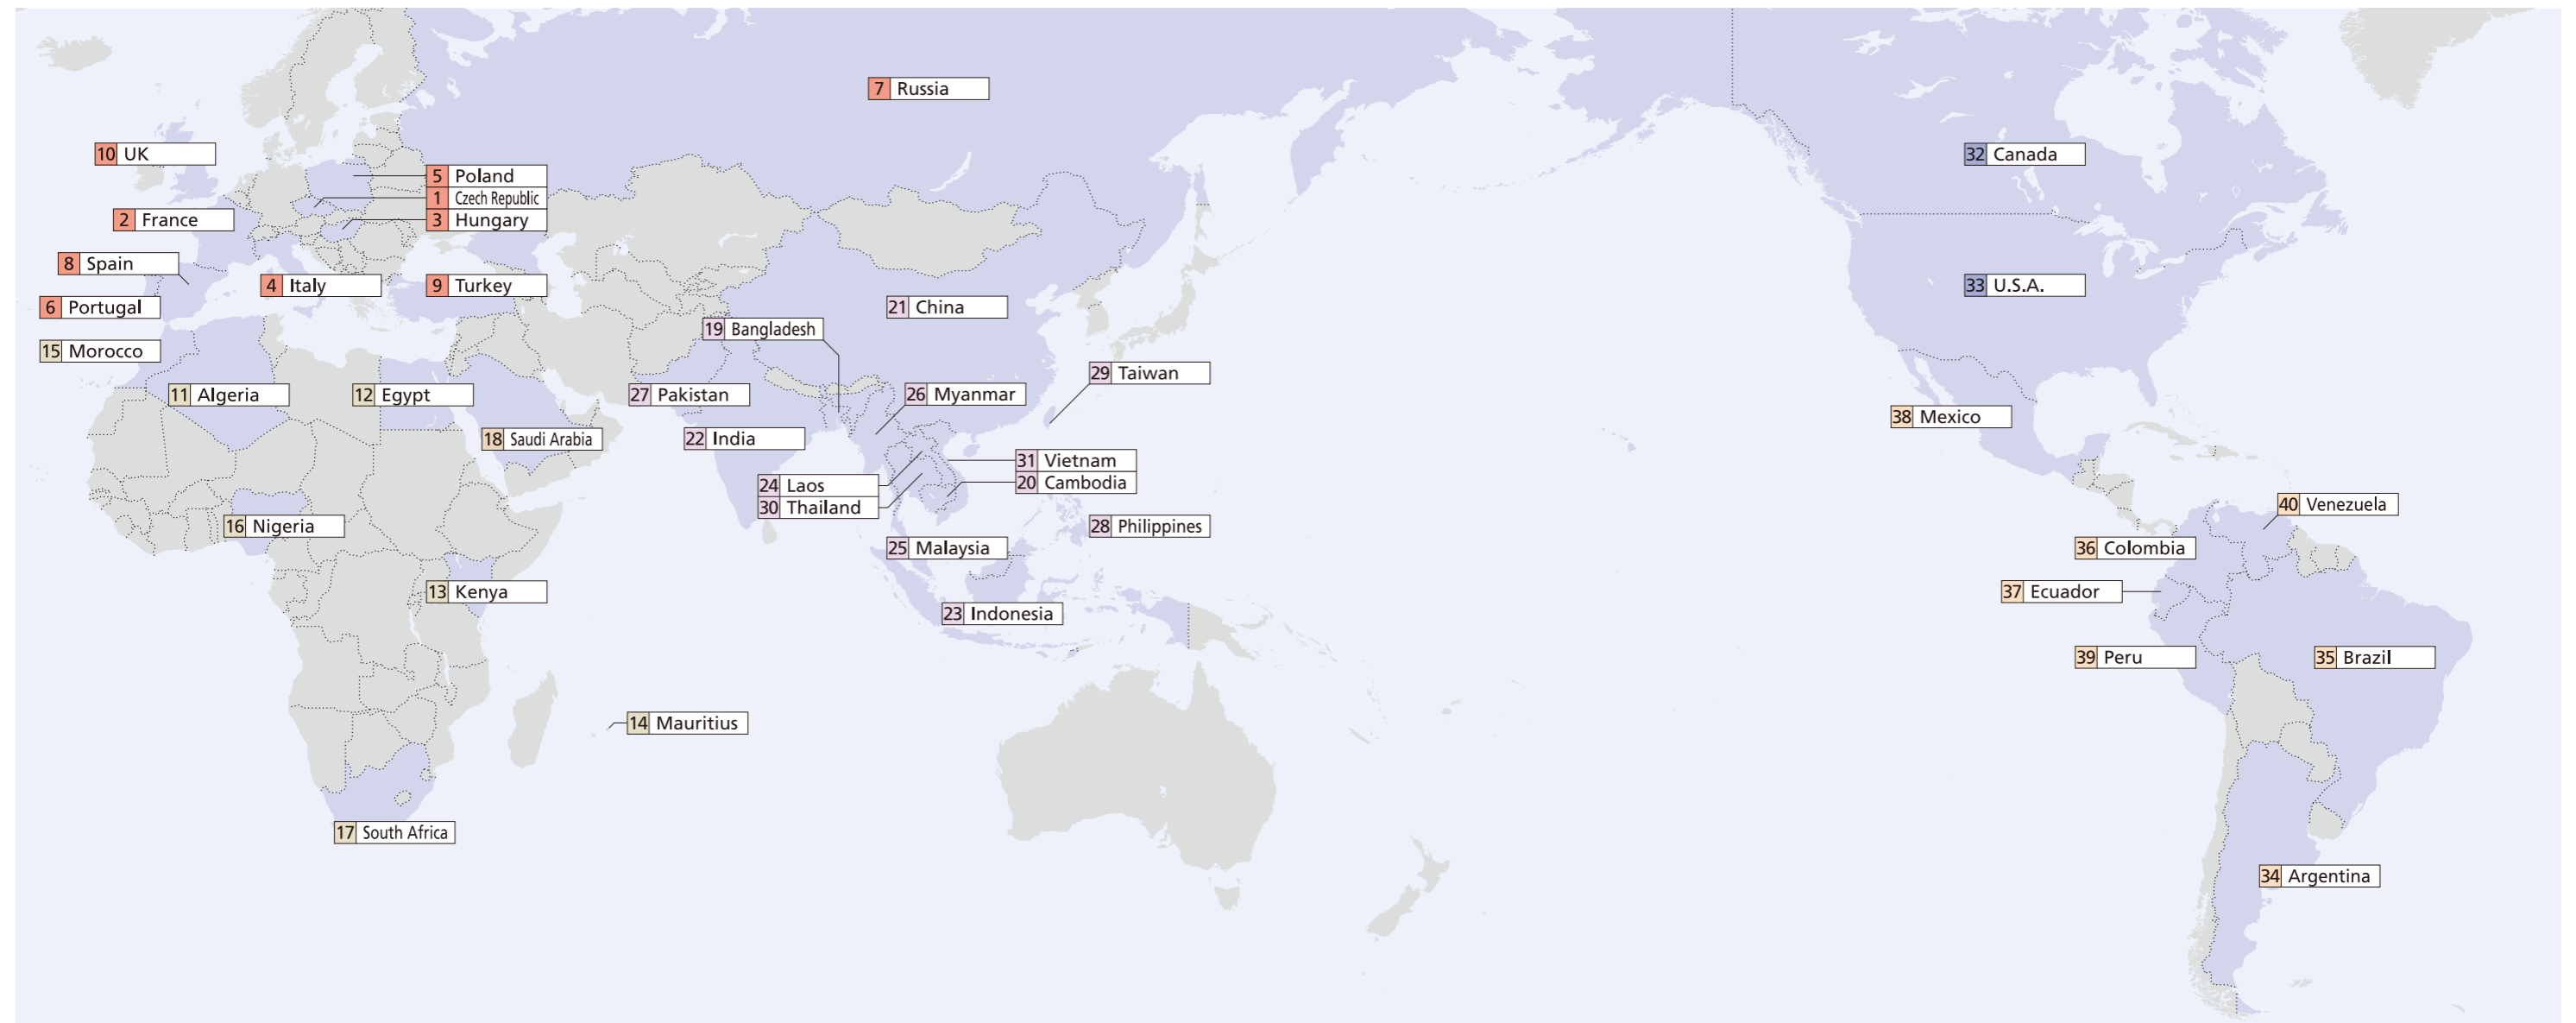 7 Russia
10 UK
32 Canada
5 Poland
1 Czech Republic
2 France
3 Hungary
8 Spain
4 Italy
9 Turkey
33 U.S.A.
6 Portugal
21 China
19 Bangladesh
15 Morocco
29 Taiwan
11 Algeria
12 Egypt
27 Pakistan
26 Myanmar
38 Mexico
18 Saudi Arabia
22 India
31 Vietnam
24 Laos
20 Cambodia
30 Thailand
40 Venezuela
16 Nigeria
28 Philippines
25 Malaysia
36 Colombia
13 Kenya
37 Ecuador
23 Indonesia
39 Peru
35 Brazil
14 Mauritius
17 South Africa
34 Argentina